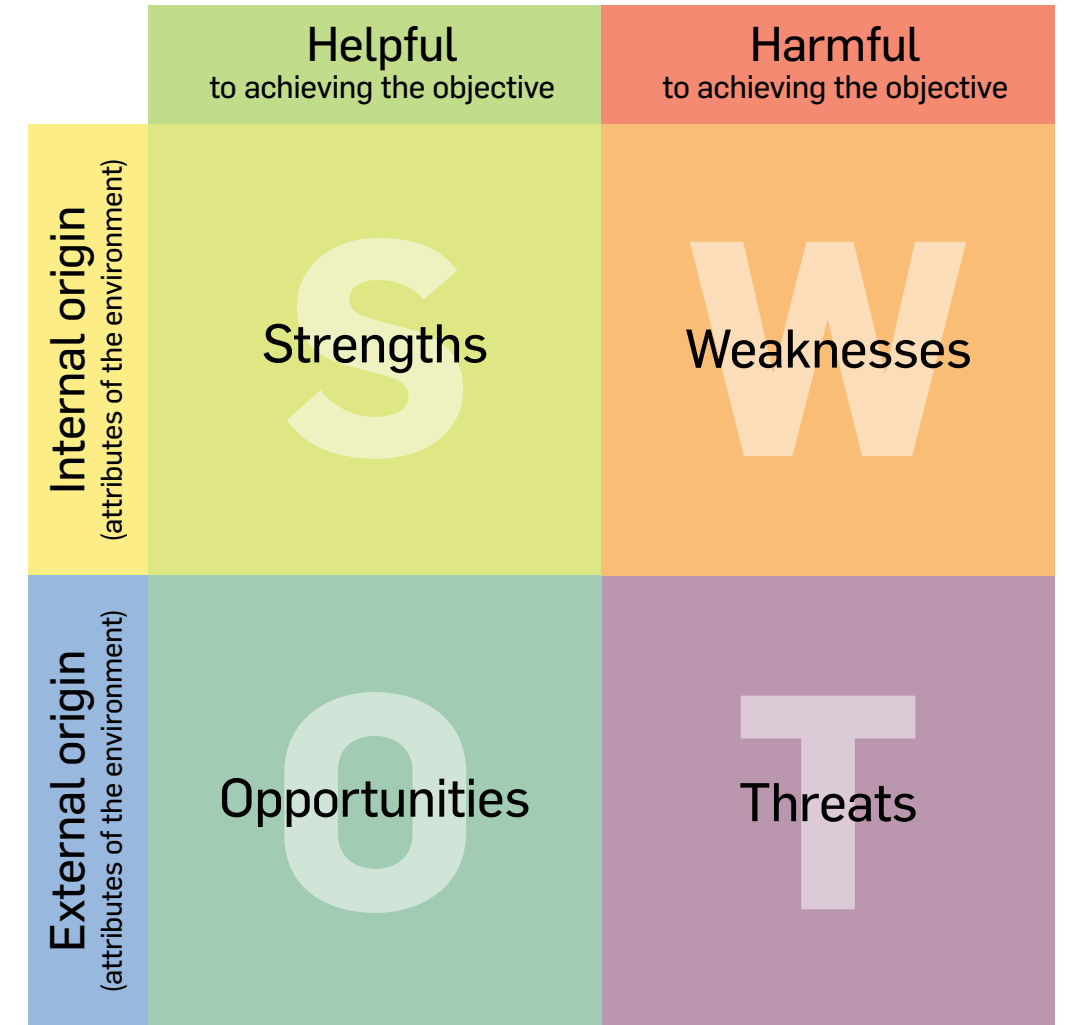 Helpful
to achieving the objective
Harmful
to achieving the objective
Internal origin
(attributes of the environment)
S
Strengths
W
Weaknesses
External origin
(attributes of the environment)
O
Opportunities
T
Threats